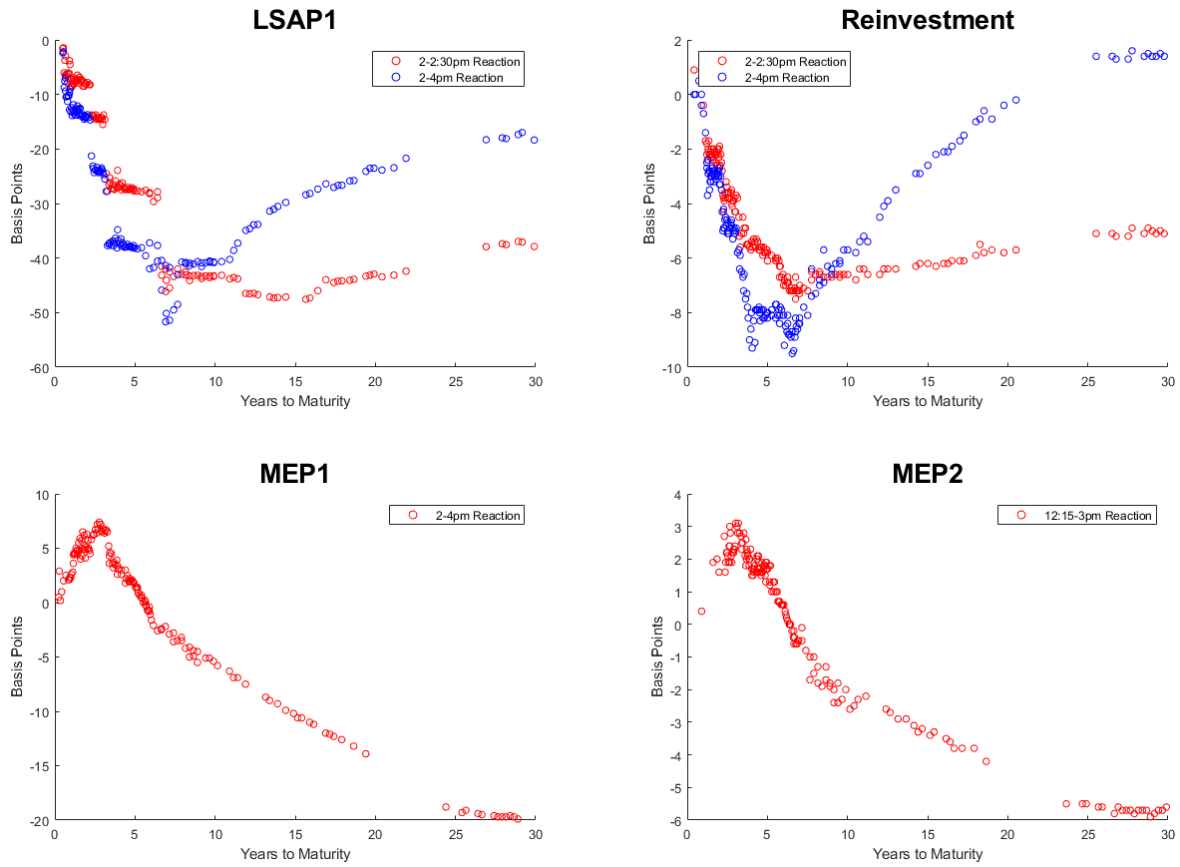 LSAP1
0
-10
-20
-30
-40
-50
-60
Basis Points
2-2:30pm Reaction
2-4pm Reaction
0 5 10 15 20 25 30
Years to Maturity
Reinvestment
2
0
-2
-4
-6
-8
-10
Basis Points
2-2:30pm Reaction
2-4pm Reaction
0 5 10 15 20 25 30
Years to Maturity
MEP1
10
5
0
-5
-10
-15
-20
Basis Points
2-4pm Reaction
0 5 10 15 20 25 30
Years to Maturity
MEP2
4
3
2
1
0
-1
-2
-3
-4
-5
-6
Basis Points
12:15-3pm Reaction
0 5 10 15 20 25 30
Years to Maturity